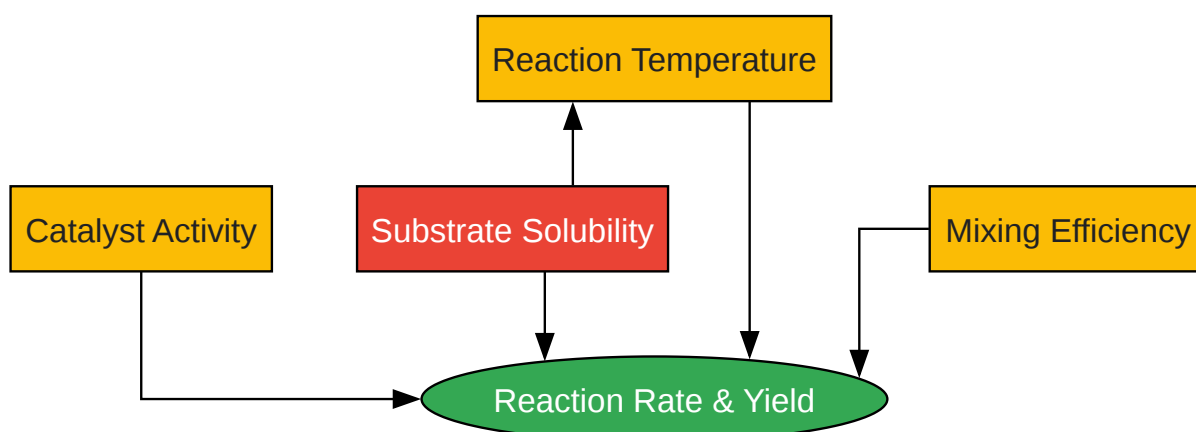 Reaction Temperature
Catalyst Activity
Substrate Solubility
Mixing Efficiency
Reaction Rate & Yield